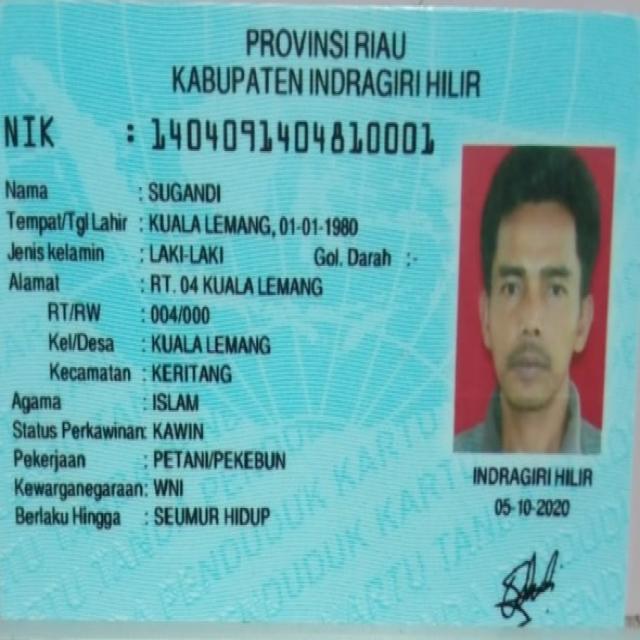 PROVINSI RIAU
KABUPATEN INDRAGIRI HILIR
NIK : 1404091404810001
Nama : SUGANDI
Tempat/Tgl Lahir : KUALA LEMANG, 01-01-1980
Jenis kelamin : LAKI-LAKI Gol. Darah :-
Alamat : RT. 04 KUALA LEMANG
RT/RW : 004/000
Kel/Desa : KUALA LEMANG
Kecamatan : KERITANG
Agama : ISLAM
Status Perkawinan: KAWIN
Pekerjaan : PETANI/PEKEBUN
Kewarganegaraan: WNI
Berlaku Hingga : SEUMUR HIDUP
INDRAGIRI HILIR
05-10-2020